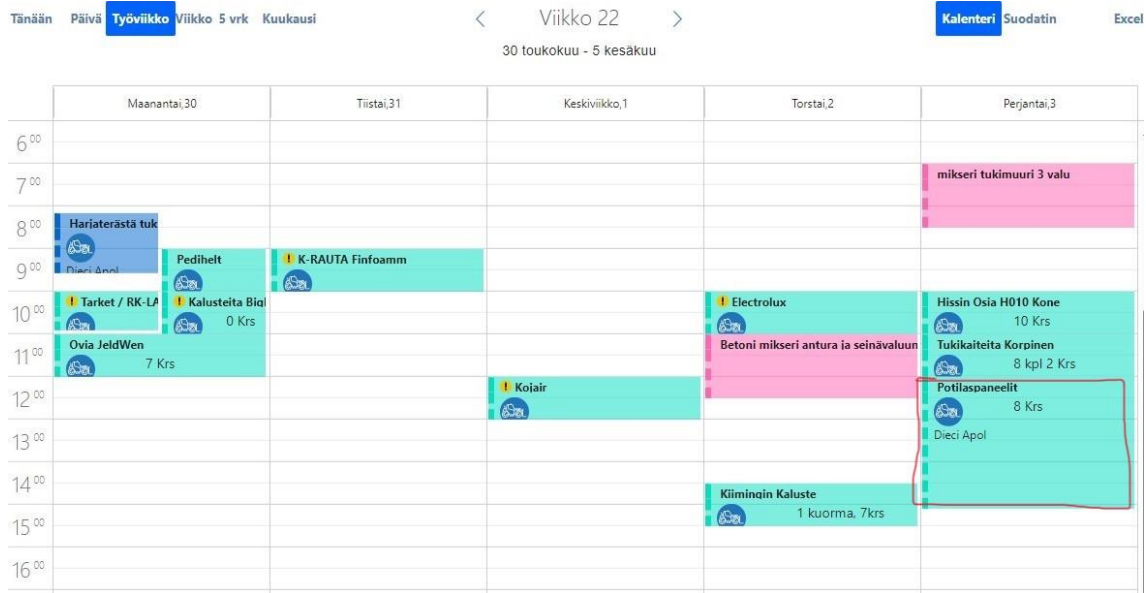 Tänään Päivä Työviikko Viikko 5 vrk Kuukausi
Viikko 22
Kalenteri Suodatin Excel
30 toukokuu - 5 kesäkuu
Maanantai,30 Tiistai,31 Keskiviikko,1 Torstai,2 Perjantai,3
6 00
7 00
mikseri tukimuuri 3 valu
8 00
Harjaterästä tuk
9 00
Dieci Apol
Pedihelt
K-RAUTA Finfoamm
10 00
Tarket / RK-LA
Kalusteita Bigl
0 Krs
Electrolux
Hissin Osia H010 Kone
10 Krs
11 00
Ovia JeldWen
7 Krs
Betoni mikseri antura ja seinävaluun
Tukikaiteita Korpinen
8 kpl 2 Krs
12 00
Kojair
Potilaspaneelit
8 Krs
13 00
Dieci Apol
14 00
Kiimingin Kaluste
1 kuorma, 7krs
15 00
16 00